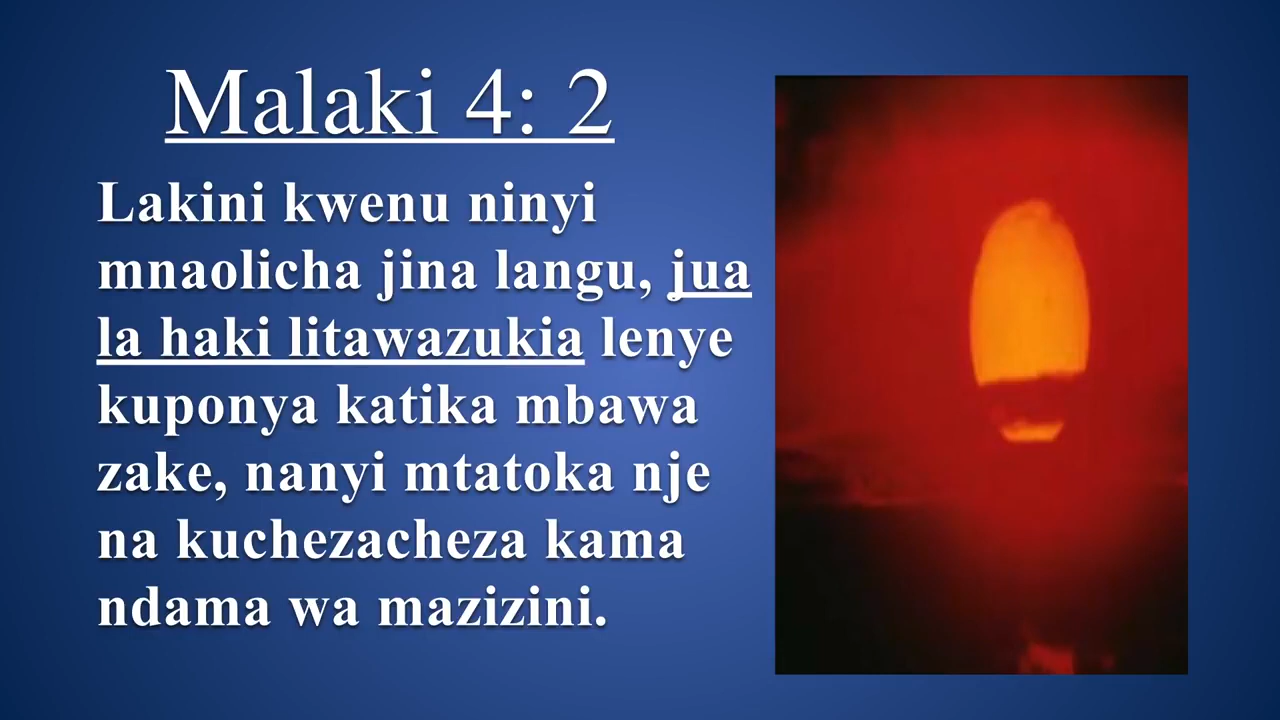 Malaki 4: 2
Lakini kwenu ninyi
mnaolicha jina langu, jua
la haki litawazukia lenye
kuponya katika mbawa
zake, nanyi mtatoka nje
na kuchezacheza kama
ndama wa mazizini.